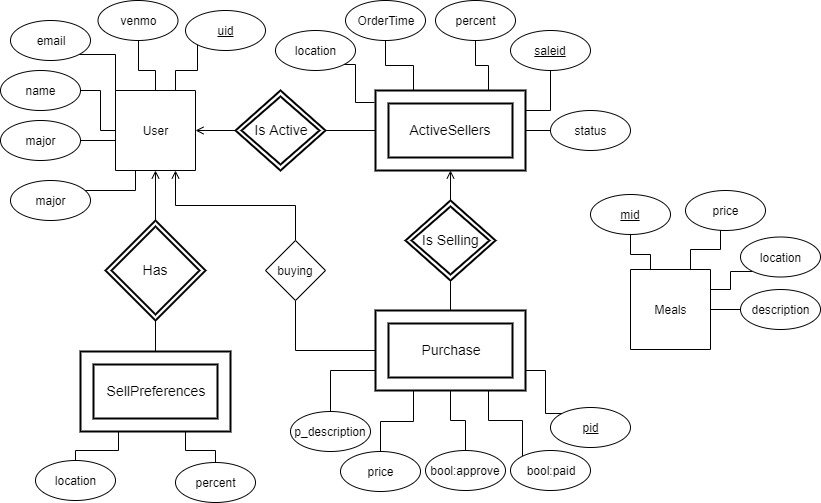 venmo
OrderTime
percent
email
uid
location
saleid
name
User
Is Active
ActiveSellers
status
major
major
mid
price
Has
buying
Is Selling
location
Meals
description
Purchase
SellPreferences
p_description
pid
location
percent
price
bool:approve
bool:paid